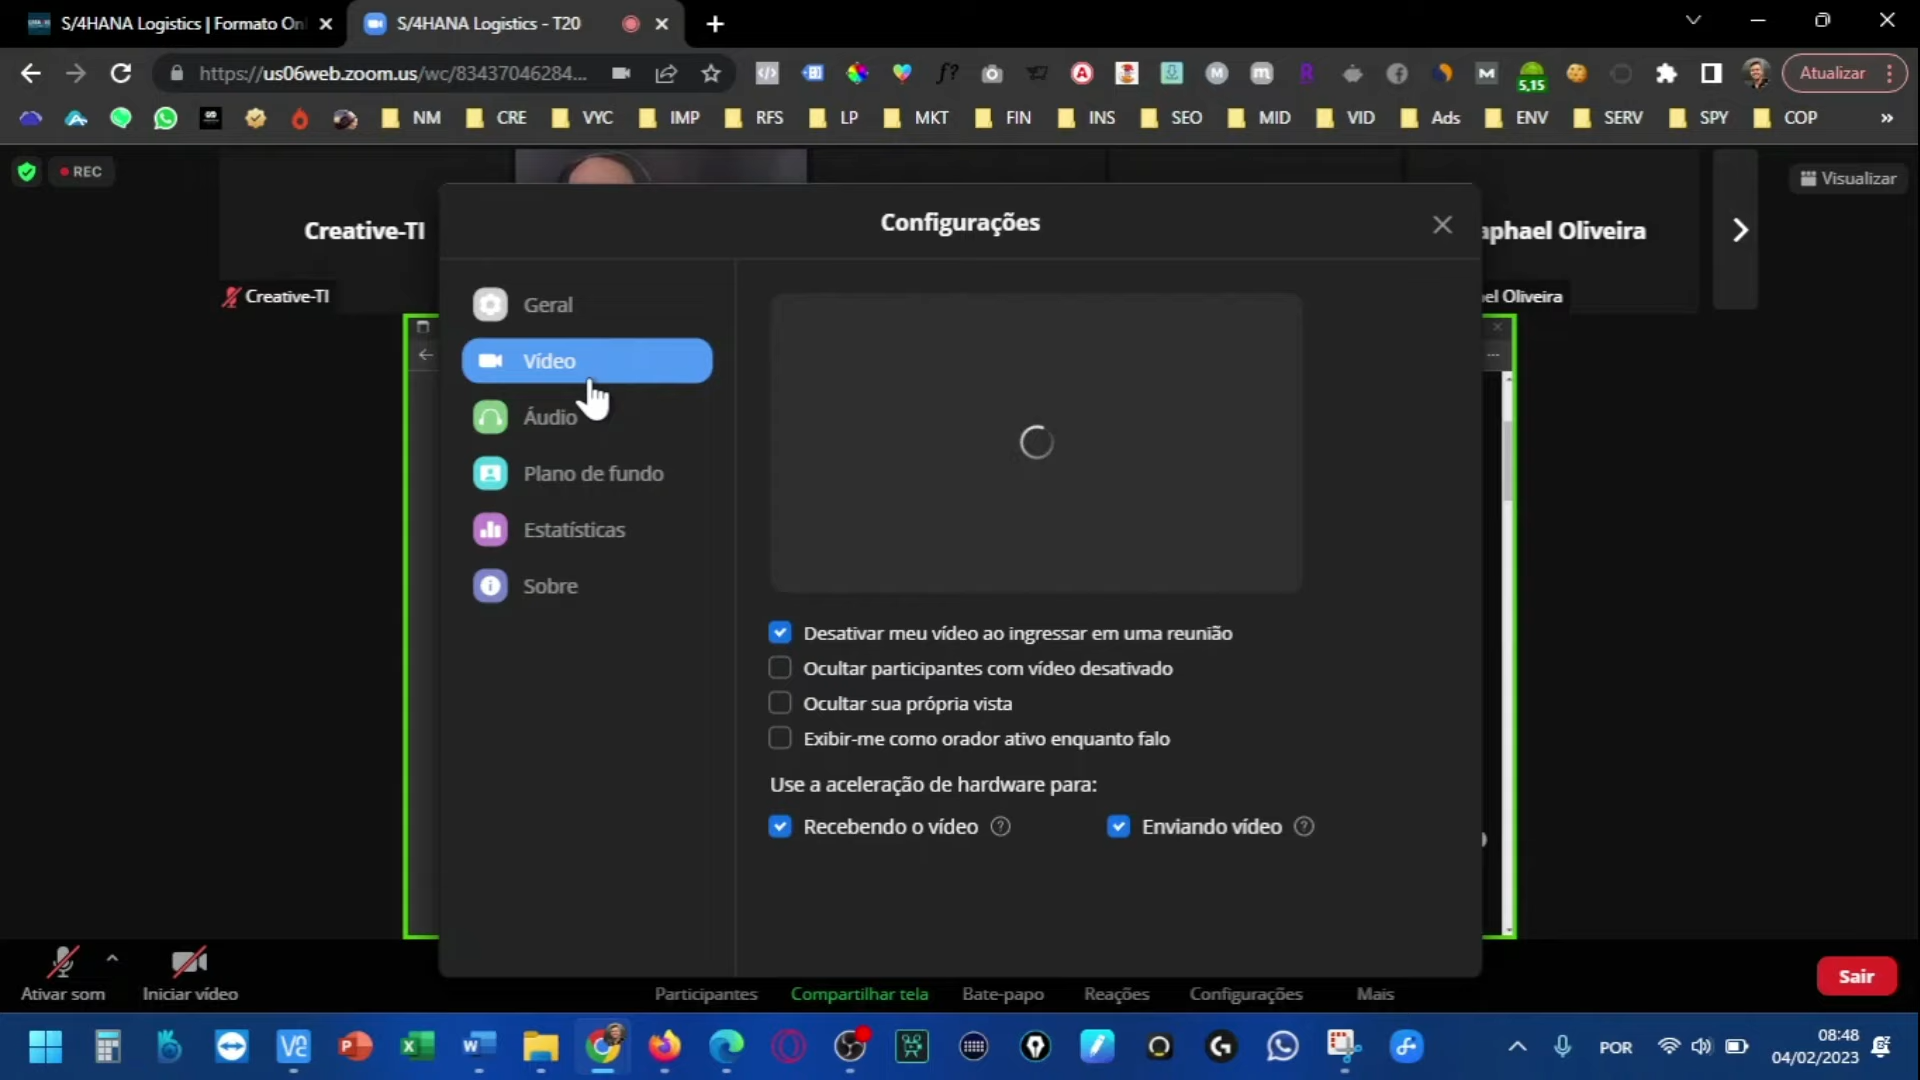 S/4HANA Logistics | Formato Onl
S/4HANA Logistics - T20
https://us06web.zoom.us/wc/83437046284...
5,15
Atualizar
NM
CRE
VYC
IMP
RFS
LP
MKT
FIN
INS
SEO
MID
VID
Ads
ENV
SERV
SPY
COP
»
REC
Visualizar
Creative-TI
Configurações
aphael Oliveira
Creative-TI
el Oliveira
Geral
Vídeo
Áudio
Plano de fundo
Estatísticas
Sobre
Desativar meu vídeo ao ingressar em uma reunião
Ocultar participantes com vídeo desativado
Ocultar sua própria vista
Exibir-me como orador ativo enquanto falo
Use a aceleração de hardware para:
Recebendo o vídeo
Enviando vídeo
Ativar som
Iniciar vídeo
Participantes
Compartilhar tela
Bate-papo
Reações
Configurações
Mais
Sair
POR
08:48
04/02/2023